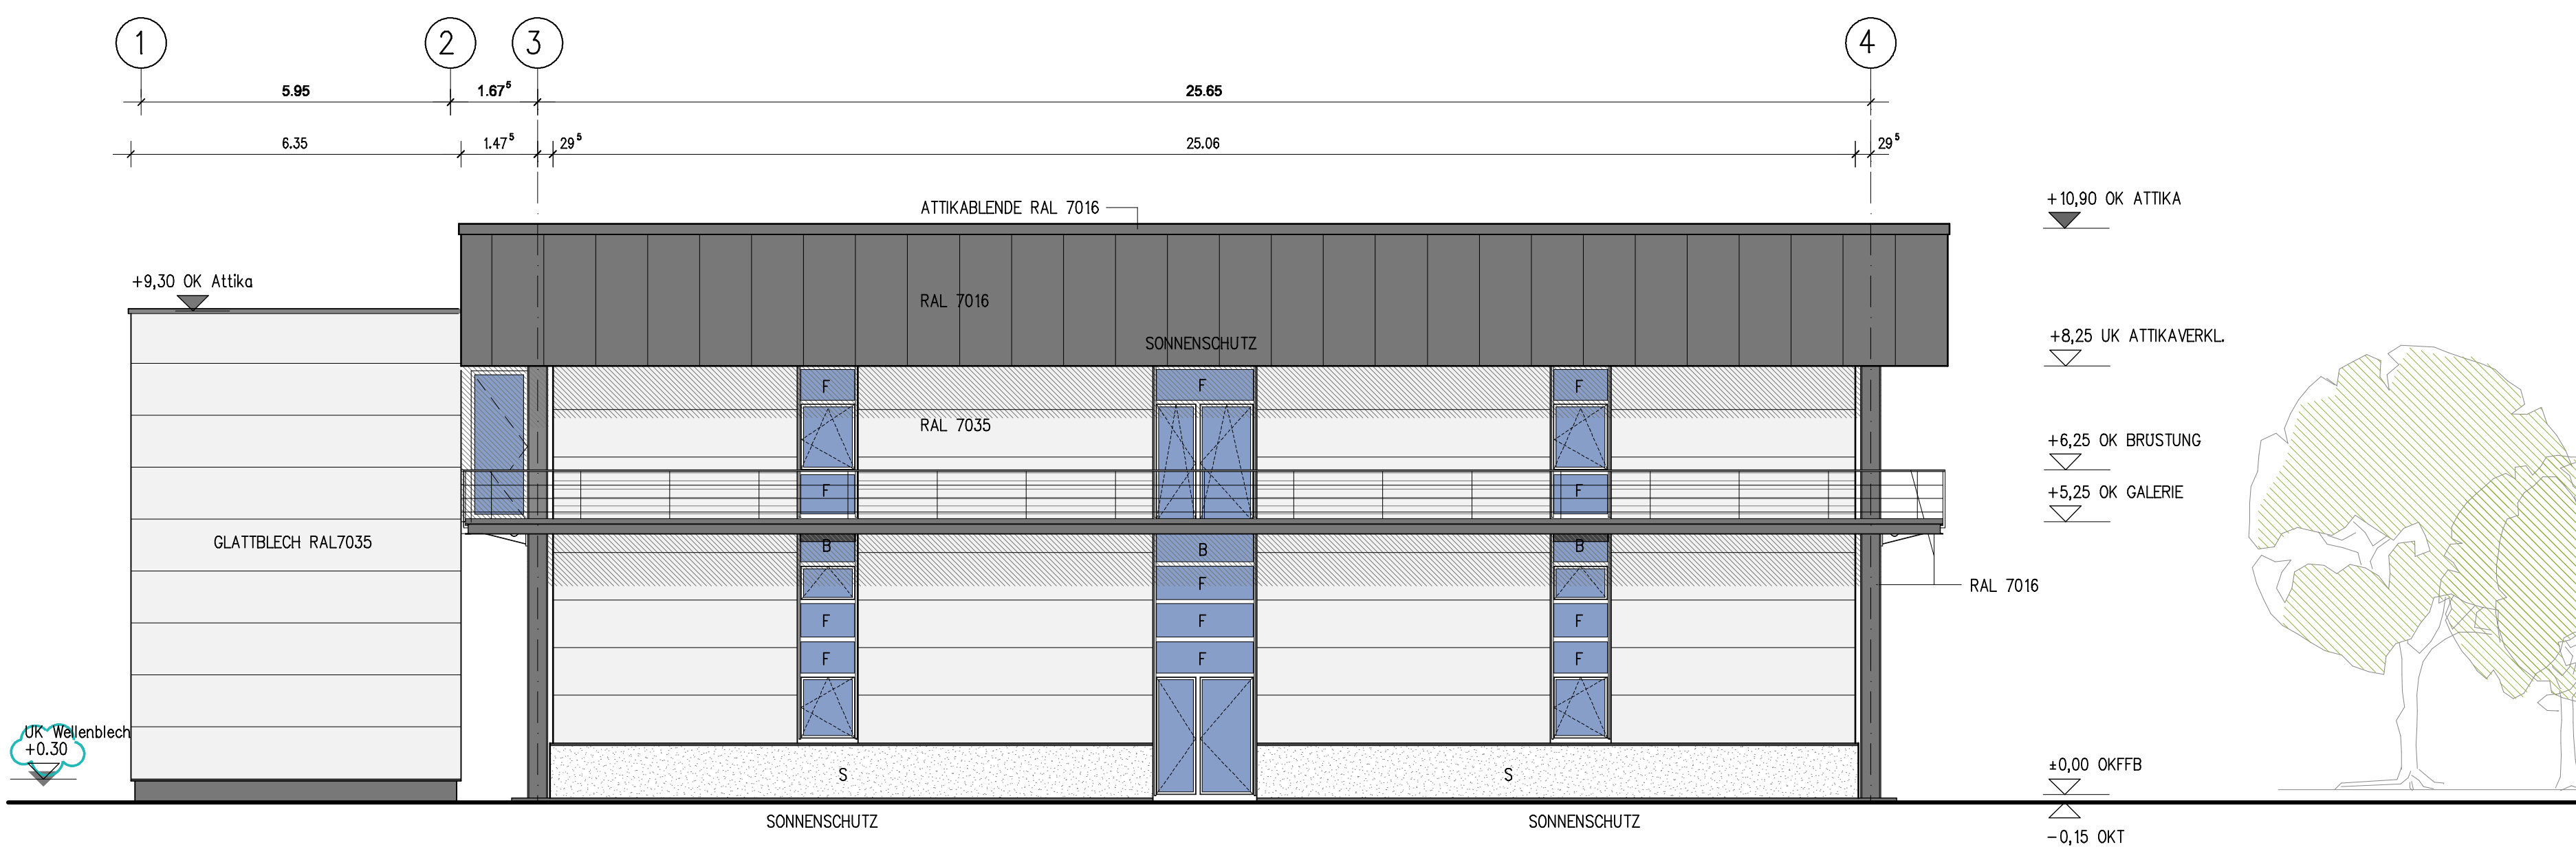 1 2 3 4
5.95 1.67⁵ 25.65
6.35 1.47⁵ 29⁵ 25.06 29⁵
+10,90 OK ATTIKA
ATTIKABLENDE RAL 7016
+9,30 OK Attika
RAL 7016
SONNENSCHUTZ
+8,25 UK ATTIKAVERKL.
F F F
RAL 7035
+6,25 OK BRÜSTUNG
F F
+5,25 OK GALERIE
GLATTBLECH RAL7035
B B B
F
RAL 7016
F F F
F F F
UK Wellenblech
+0.30
S S
±0,00 OKFFB
SONNENSCHUTZ SONNENSCHUTZ
-0,15 OKT